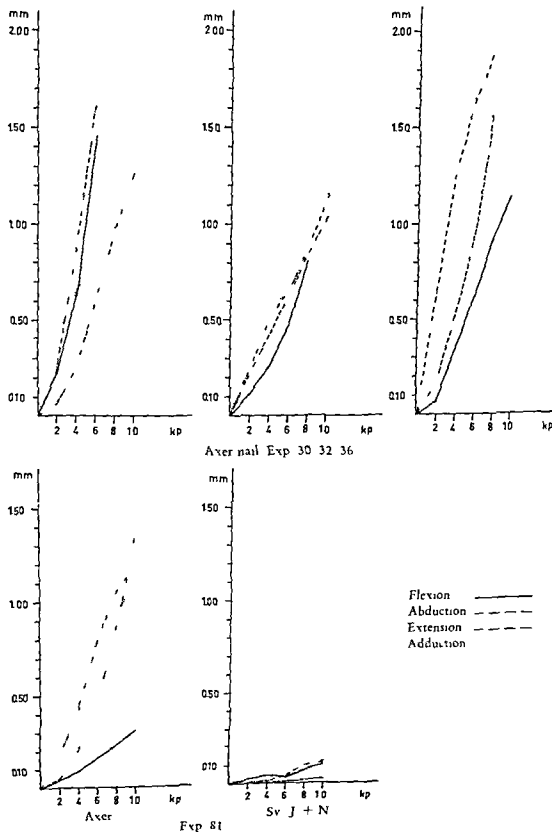 mm mm mm
2.00 2.00 2.00
1.50 1.50 1.50
1.00 1.00 1.00
0.50 0.50 0.50
0.10 0.10 0.10
2 4 6 8 10 kp 2 4 6 8 10 kp 2 4 6 8 10 kp
Axer nail Exp 30 32 36
mm mm
1.50 1.50
1.00 1.00
0.50 0.50
0.10 0.10
2 4 6 8 10 kp 2 4 6 8 10 kp
Flexion
Abduction
Extension
Adduction
Axer Sv J + N
Exp 81